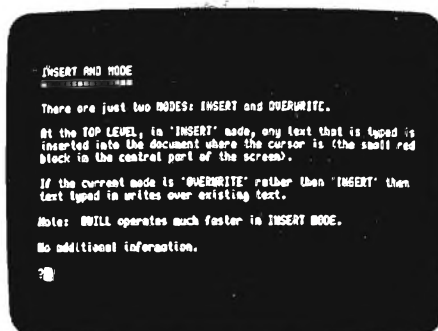 INSERT AND MODE
There are just two MODES: INSERT and OVERWRITE.
At the TOP LEVEL, in 'INSERT' mode, any text that is typed is
inserted into the document where the cursor is (the small red
block in the central part of the screen).
If the current mode is 'OVERWRITE' rather than 'INSERT' then
text typed in writes over existing text.
Note: QUILL operates much faster in INSERT MODE.
No additional information.
?